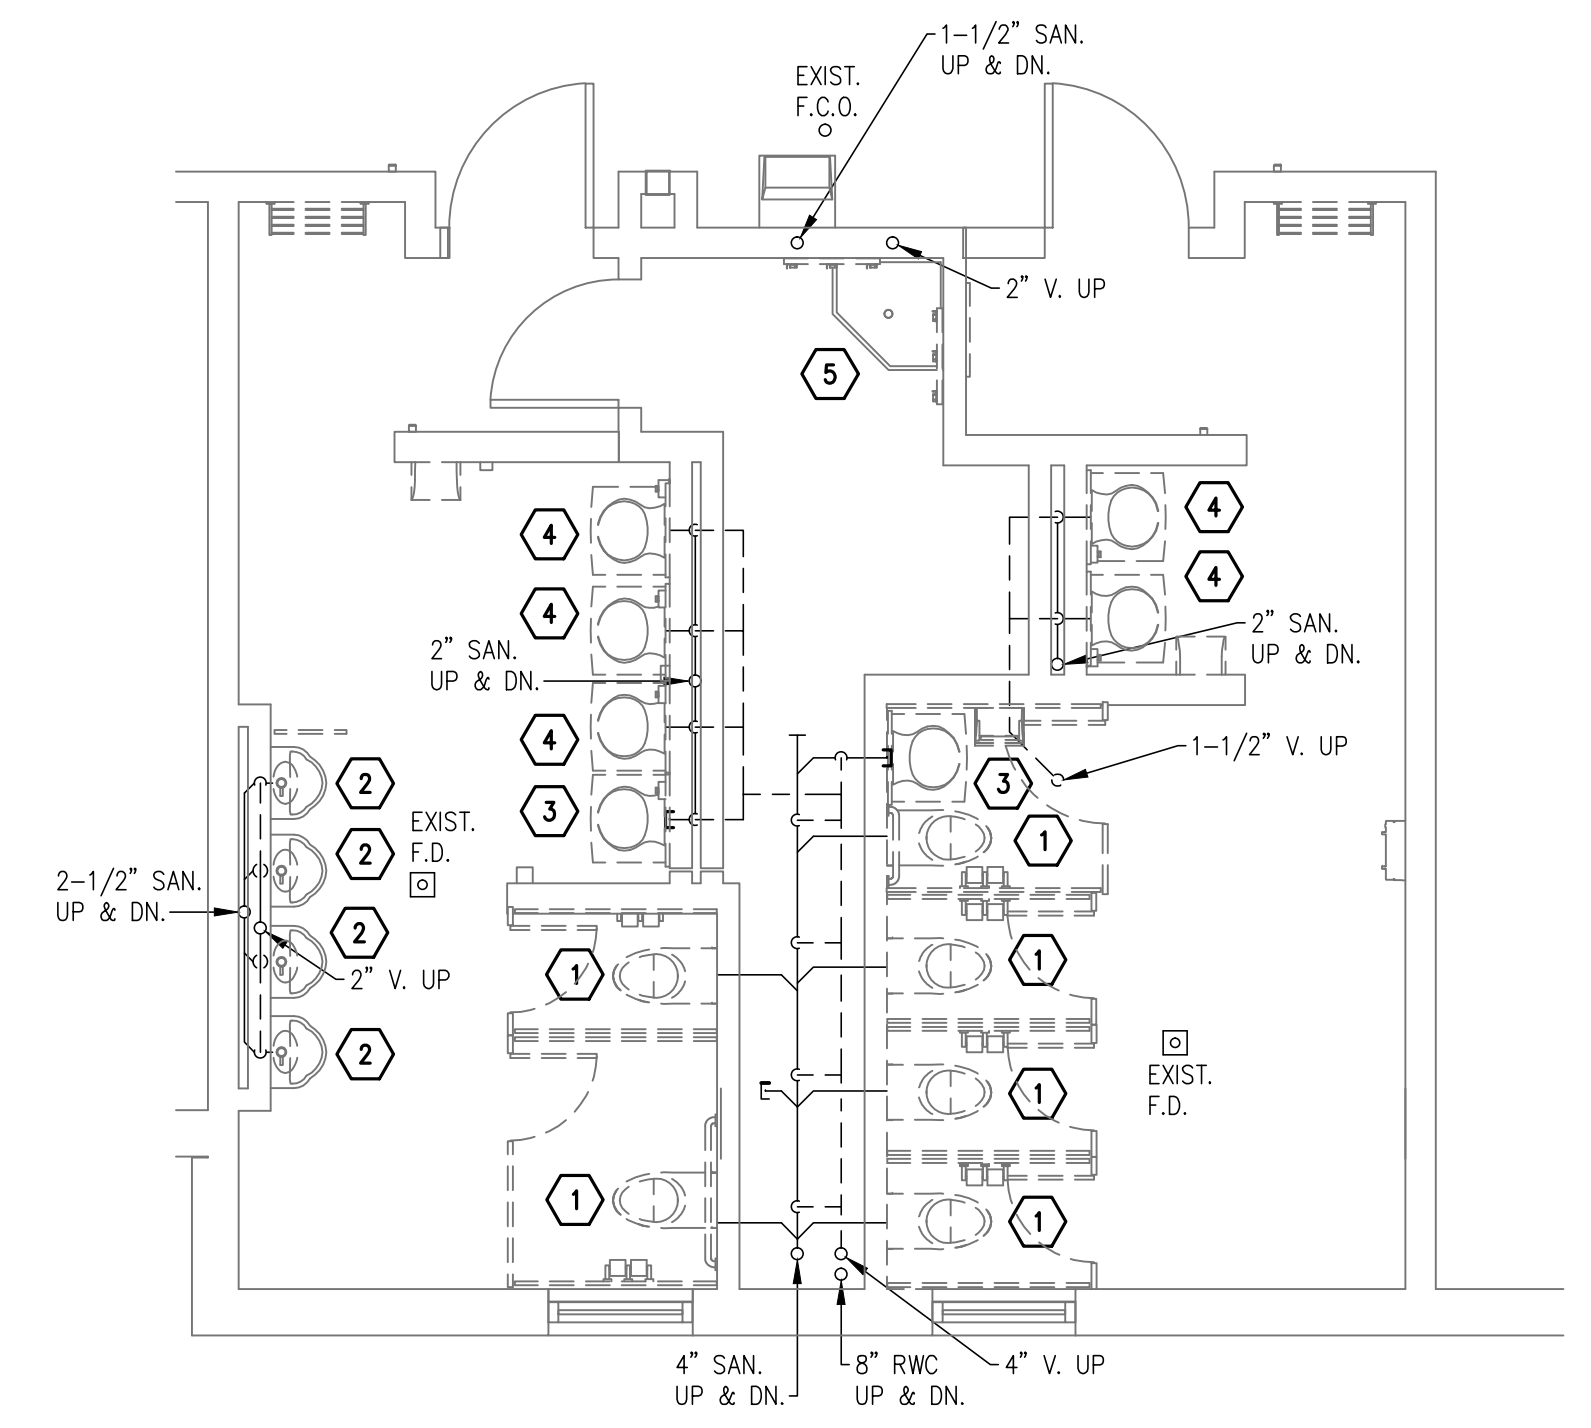 1-1/2" SAN.
UP & DN.
EXIST.
F.C.O.
2" V. UP
5
4
4
4
4
2" SAN.
UP & DN.
2" SAN.
UP & DN.
4
1-1/2" V. UP
2
3
3
EXIST.
F.D.
2
1
2-1/2" SAN.
UP & DN.
2
2" V. UP
1
1
2
EXIST.
F.D.
1
1
1
4" SAN.
UP & DN.
8" RWC
UP & DN.
4" V. UP